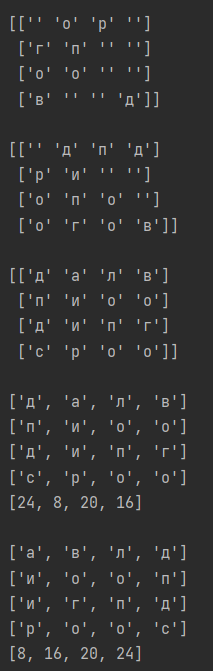 [['' 'о' 'р' '']
['г' 'п' '' '']
['о' 'о' '' '']
['в' '' '' 'д']]
[['' 'д' 'п' 'д']
['р' 'и' '' '']
['о' 'п' 'о' '']
['о' 'г' 'о' 'в']]
[['д' 'а' 'л' 'в']
['п' 'и' 'о' 'о']
['д' 'и' 'п' 'г']
['с' 'р' 'о' 'о']]
['д', 'а', 'л', 'в']
['п', 'и', 'о', 'о']
['д', 'и', 'п', 'г']
['с', 'р', 'о', 'о']
[24, 8, 20, 16]
['а', 'в', 'л', 'д']
['и', 'о', 'о', 'п']
['и', 'г', 'п', 'д']
['р', 'о', 'о', 'с']
[8, 16, 20, 24]